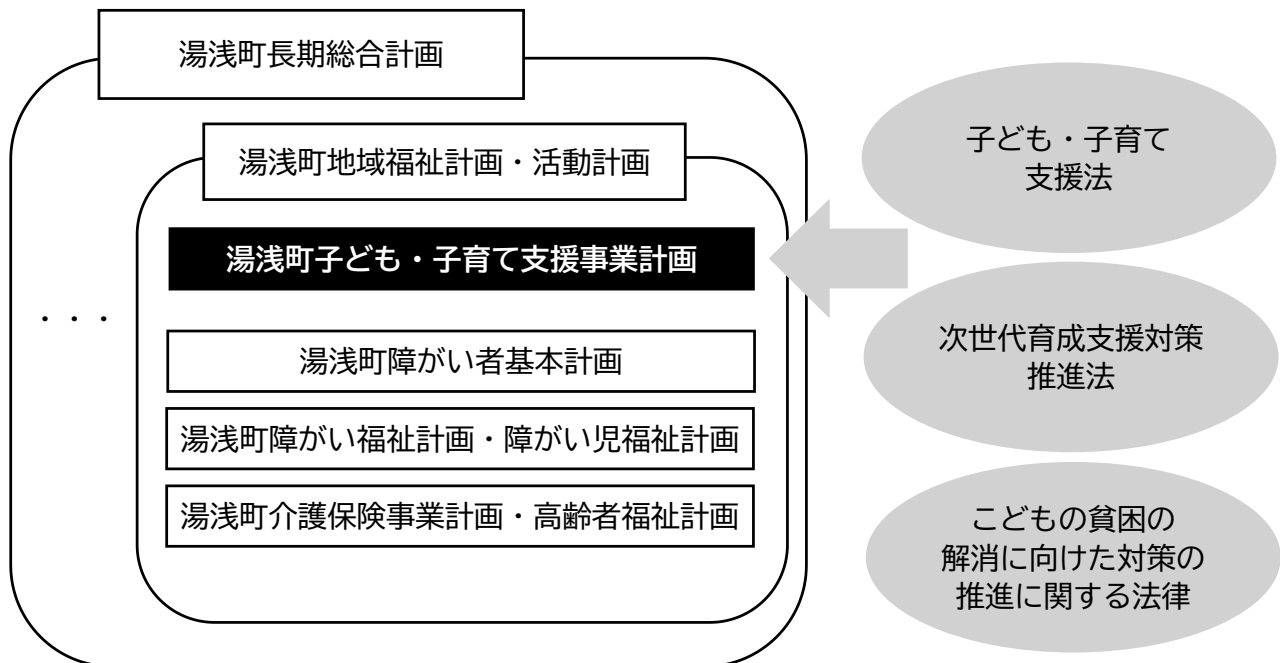 湯浅町長期総合計画
湯浅町地域福祉計画・活動計画
湯浅町子ども・子育て支援事業計画
・・・
湯浅町障がい者基本計画
湯浅町障がい福祉計画・障がい児福祉計画
湯浅町介護保険事業計画・高齢者福祉計画
子ども・子育て
支援法
次世代育成支援対策
推進法
こどもの貧困の
解消に向けた対策の
推進に関する法律